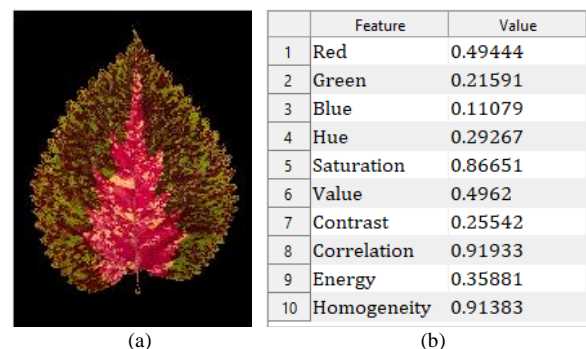 Feature Value
1 Red 0.49444
2 Green 0.21591
3 Blue 0.11079
4 Hue 0.29267
5 Saturation 0.86651
6 Value 0.4962
7 Contrast 0.25542
8 Correlation 0.91933
9 Energy 0.35881
10 Homogeneity 0.91383
(a) (b)